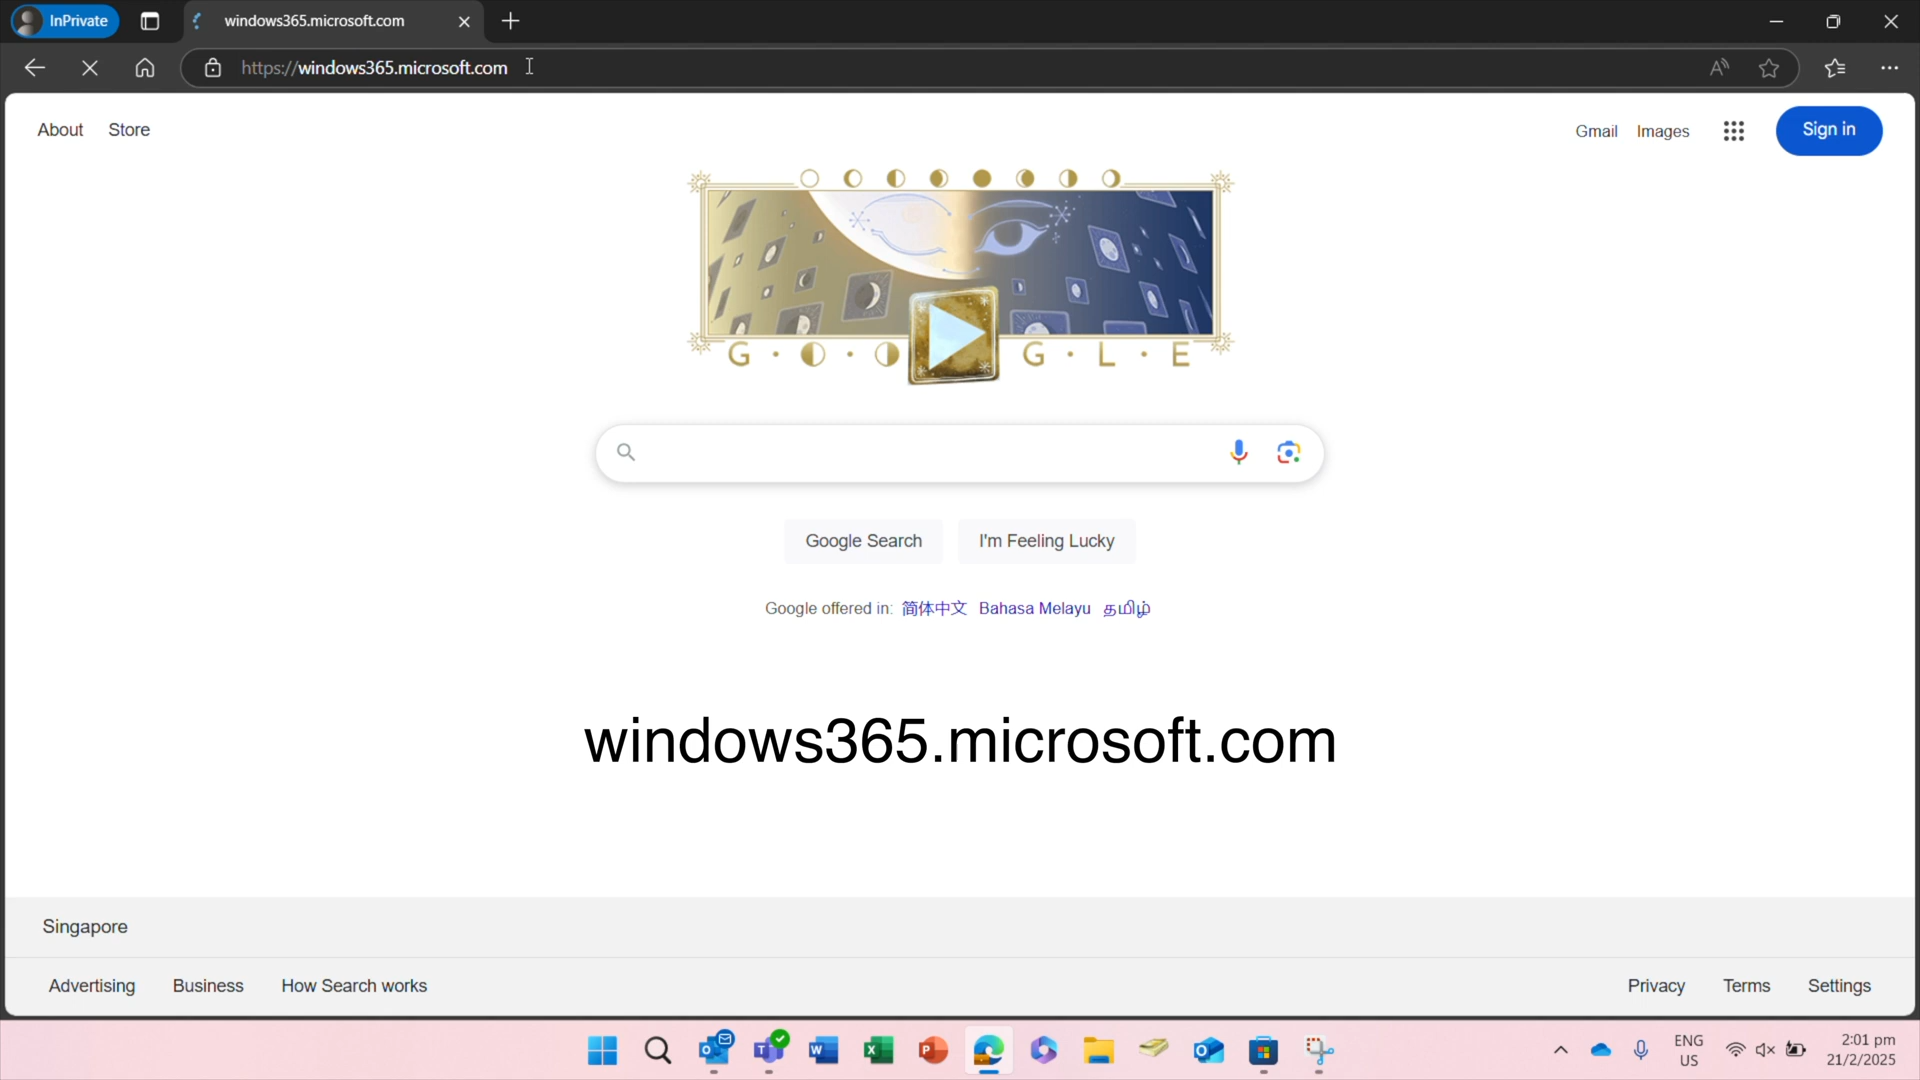 InPrivate
windows365.microsoft.com
https://windows365.microsoft.com
About Store
Gmail Images Sign in
G · O · O G · L · E
Google Search I'm Feeling Lucky
Google offered in: 简体中文 Bahasa Melayu தமிழ்
windows365.microsoft.com
Singapore
Advertising Business How Search works
Privacy Terms Settings
ENG
US
2:01 pm
21/2/2025